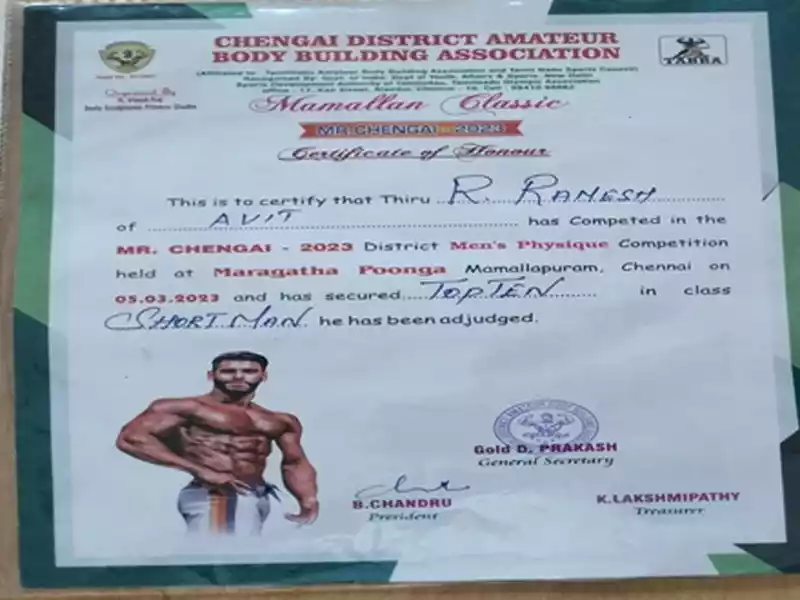 CHENGAI DISTRICT AMATEUR
BODY BUILDING ASSOCIATION
TABBA
Organised By
Mamallan Classic
MR.CHENGAI - 2023
Certificate of Honour
This is to certify that Thiru R. RAMESH
of AVIT has Competed in the
MR. CHENGAI - 2023 District Men's Physique Competition
held at Maragatha Poonga Mamallapuram, Chennai on
05.03.2023 and has secured TOP TEN in class
SHORT MAN he has been adjudged.
Gold D. PRAKASH
General Secretary
B.CHANDRU
President
K.LAKSHMIPATHY
Treasurer